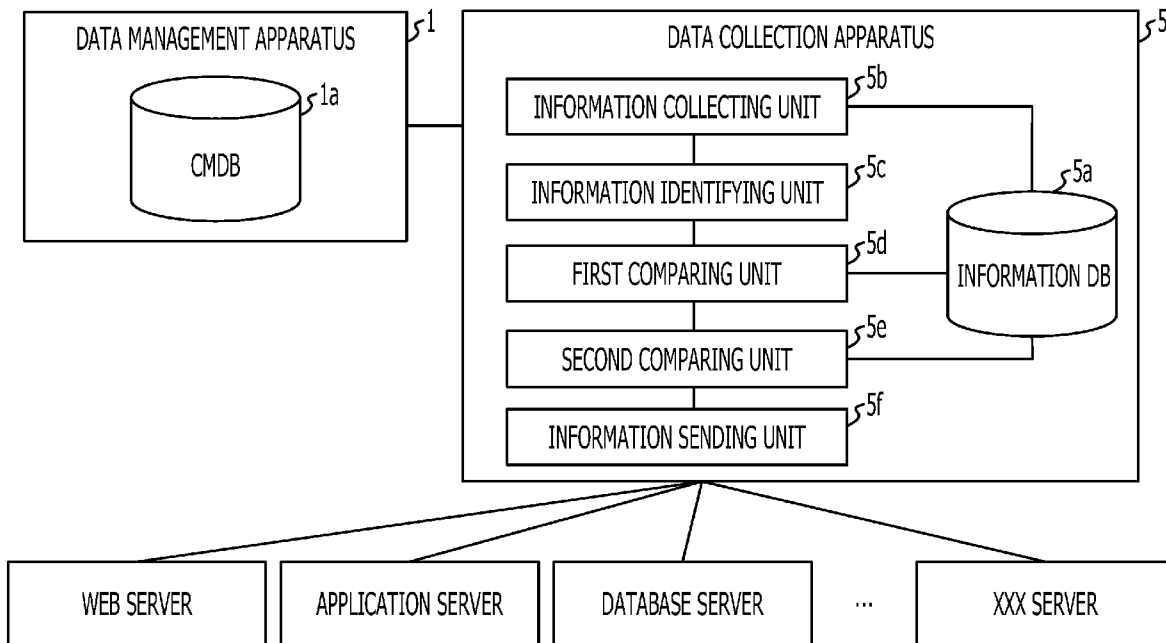 DATA MANAGEMENT APPARATUS
1
1a
CMDB
DATA COLLECTION APPARATUS
5
5b
INFORMATION COLLECTING UNIT
5c
INFORMATION IDENTIFYING UNIT
5a
5d
FIRST COMPARING UNIT
INFORMATION DB
5e
SECOND COMPARING UNIT
5f
INFORMATION SENDING UNIT
WEB SERVER
APPLICATION SERVER
DATABASE SERVER
...
XXX SERVER